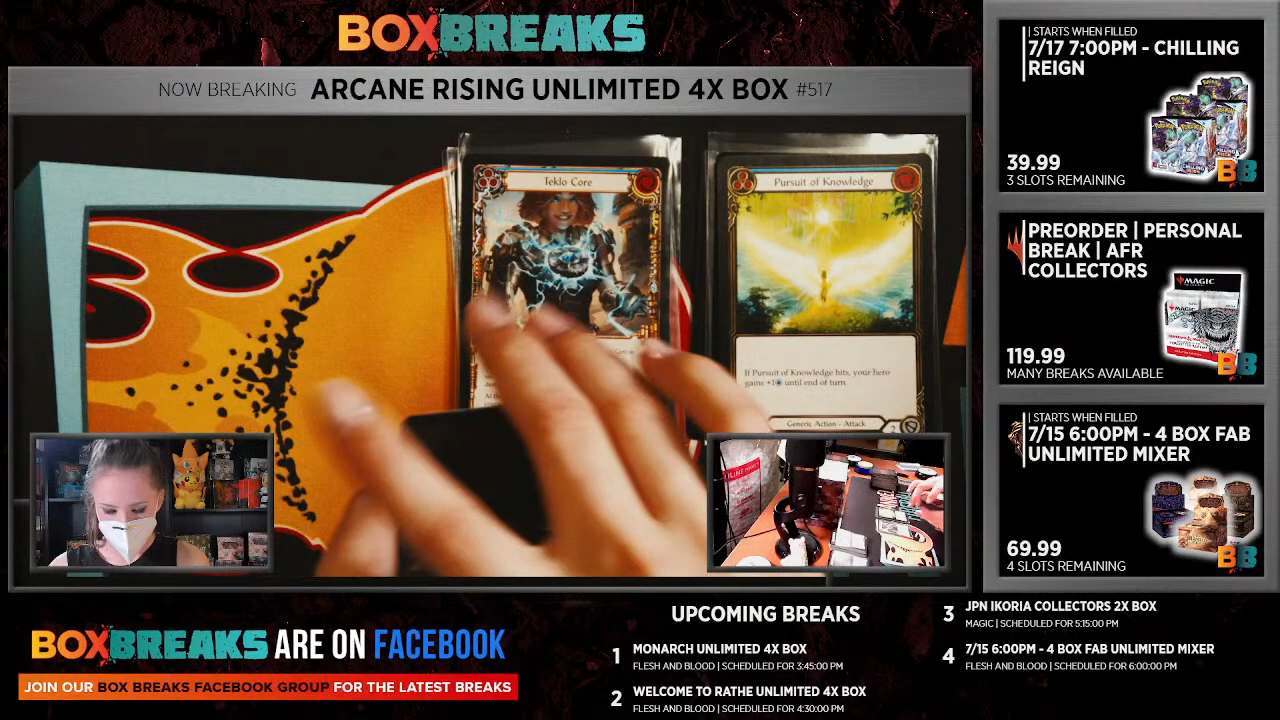 BOXBREAKS
NOW BREAKING ARCANE RISING UNLIMITED 4X BOX #517
Teklo Core
Pursuit of Knowledge
If Pursuit of Knowledge hits, your hero
gains +1 until end of turn.
Generic Action - Attack
| STARTS WHEN FILLED
7/17 7:00PM - CHILLING
REIGN
39.99
3 SLOTS REMAINING
BB
PREORDER | PERSONAL
BREAK | AFR
COLLECTORS
MAGIC
119.99
MANY BREAKS AVAILABLE
BB
| STARTS WHEN FILLED
7/15 6:00PM - 4 BOX FAB
UNLIMITED MIXER
69.99
4 SLOTS REMAINING
BB
BOXBREAKS ARE ON FACEBOOK
JOIN OUR BOX BREAKS FACEBOOK GROUP FOR THE LATEST BREAKS
UPCOMING BREAKS
1 MONARCH UNLIMITED 4X BOX
FLESH AND BLOOD | SCHEDULED FOR 3:45:00 PM
2 WELCOME TO RATHE UNLIMITED 4X BOX
FLESH AND BLOOD | SCHEDULED FOR 4:30:00 PM
3 JPN IKORIA COLLECTORS 2X BOX
MAGIC | SCHEDULED FOR 5:15:00 PM
4 7/15 6:00PM - 4 BOX FAB UNLIMITED MIXER
FLESH AND BLOOD | SCHEDULED FOR 6:00:00 PM